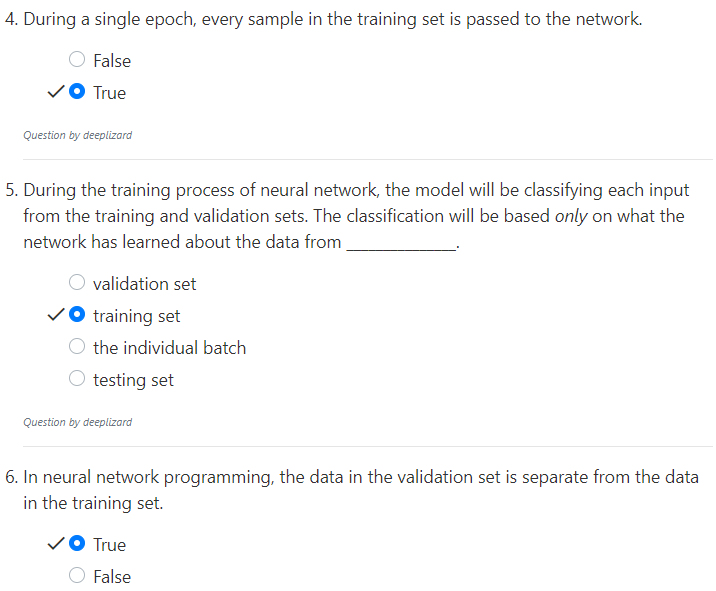 4. During a single epoch, every sample in the training set is passed to the network.
False
True
Question by deeplizard
5. During the training process of neural network, the model will be classifying each input
from the training and validation sets. The classification will be based only on what the
network has learned about the data from _______________.
validation set
training set
the individual batch
testing set
Question by deeplizard
6. In neural network programming, the data in the validation set is separate from the data
in the training set.
True
False